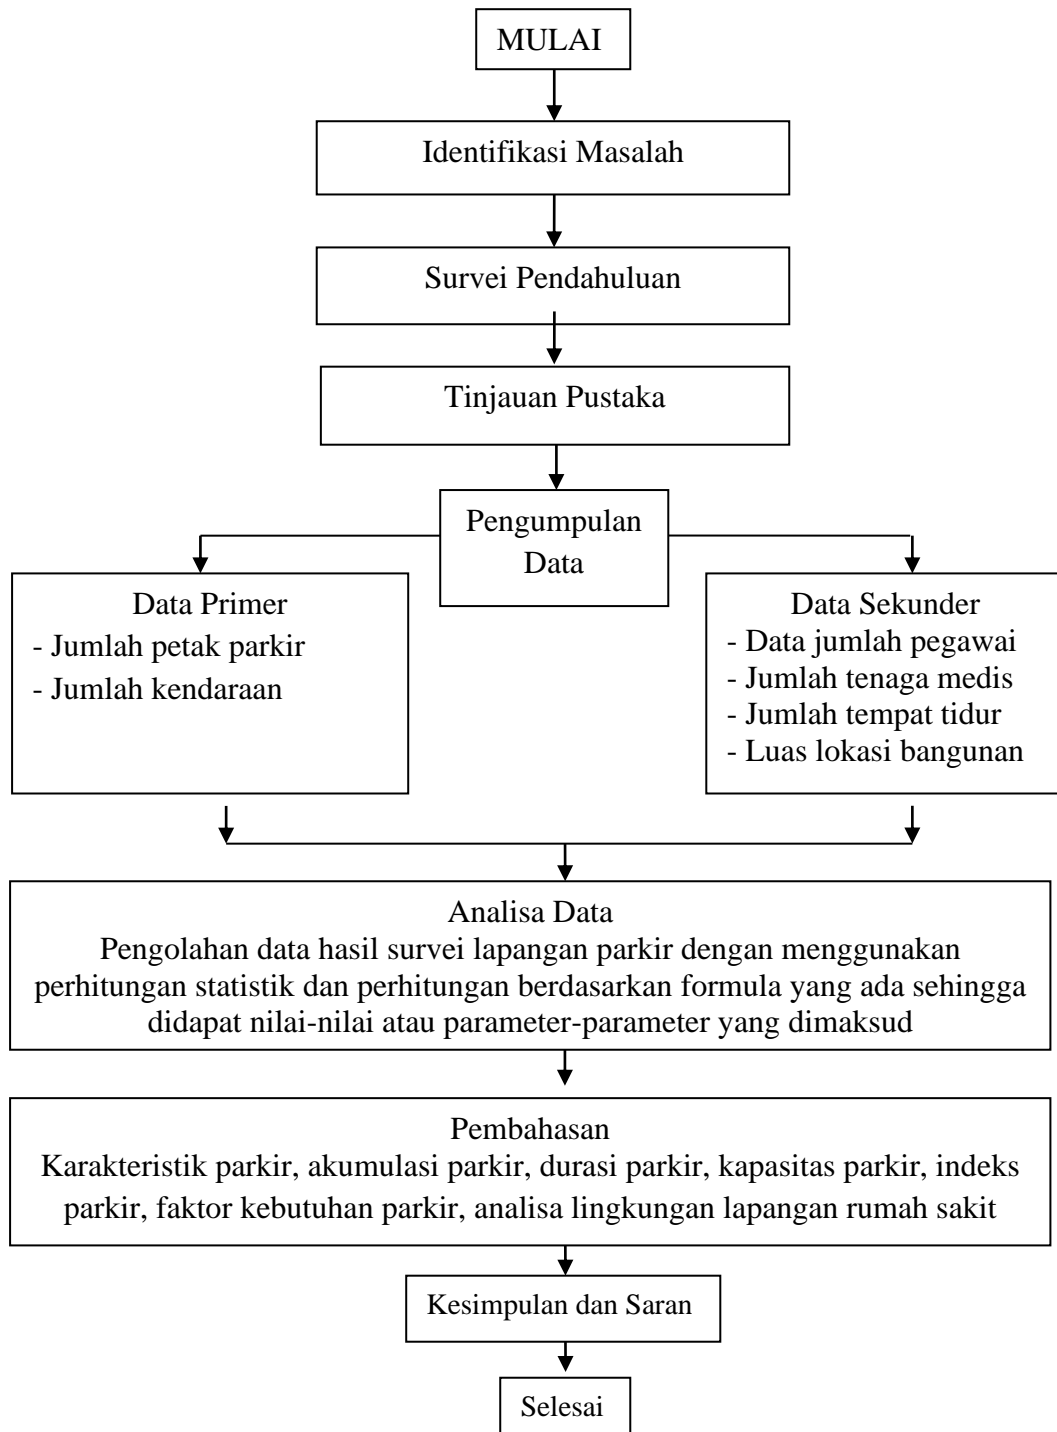 MULAI
Identifikasi Masalah
Survei Pendahuluan
Tinjauan Pustaka
Pengumpulan
Data
Data Primer
- Jumlah petak parkir
- Jumlah kendaraan
Data Sekunder
- Data jumlah pegawai
- Jumlah tenaga medis
- Jumlah tempat tidur
- Luas lokasi bangunan
Analisa Data
Pengolahan data hasil survei lapangan parkir dengan menggunakan
perhitungan statistik dan perhitungan berdasarkan formula yang ada sehingga
didapat nilai-nilai atau parameter-parameter yang dimaksud
Pembahasan
Karakteristik parkir, akumulasi parkir, durasi parkir, kapasitas parkir, indeks
parkir, faktor kebutuhan parkir, analisa lingkungan lapangan rumah sakit
Kesimpulan dan Saran
Selesai